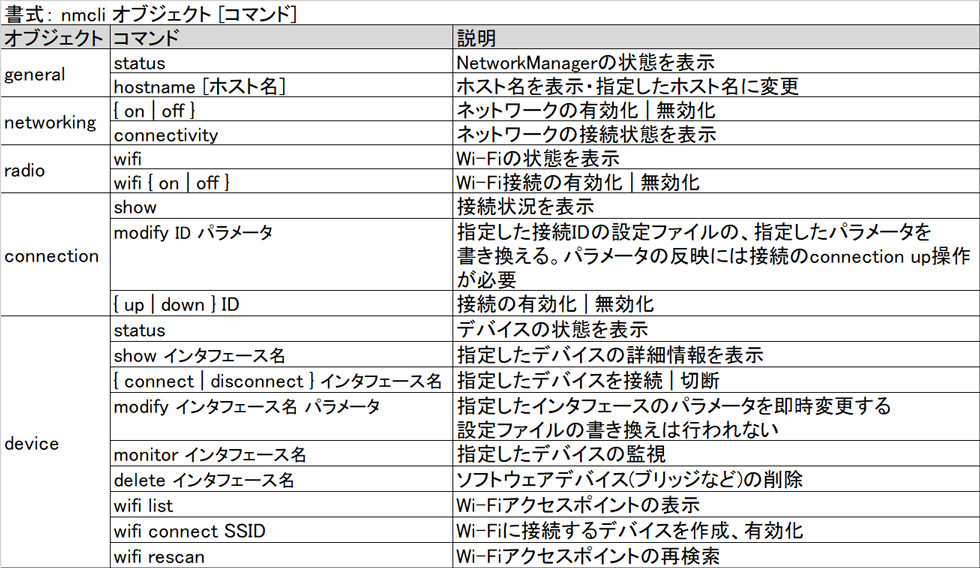 書式： nmcli オブジェクト [コマンド]
オブジェクト コマンド 説明
general status NetworkManagerの状態を表示
hostname [ホスト名] ホスト名を表示・指定したホスト名に変更
networking { on | off } ネットワークの有効化 | 無効化
connectivity ネットワークの接続状態を表示
radio wifi Wi-Fiの状態を表示
wifi { on | off } Wi-Fi接続の有効化 | 無効化
connection show 接続状況を表示
modify ID パラメータ 指定した接続IDの設定ファイルの、指定したパラメータを
書き換える。パラメータの反映には接続のconnection up操作
が必要
{ up | down } ID 接続の有効化 | 無効化
device status デバイスの状態を表示
show インタフェース名 指定したデバイスの詳細情報を表示
{ connect | disconnect } インタフェース名 指定したデバイスを接続 | 切断
modify インタフェース名 パラメータ 指定したインタフェースのパラメータを即時変更する
設定ファイルの書き換えは行われない
monitor インタフェース名 指定したデバイスの監視
delete インタフェース名 ソフトウェアデバイス(ブリッジなど)の削除
wifi list Wi-Fiアクセスポイントの表示
wifi connect SSID Wi-Fiに接続するデバイスを作成、有効化
wifi rescan Wi-Fiアクセスポイントの再検索